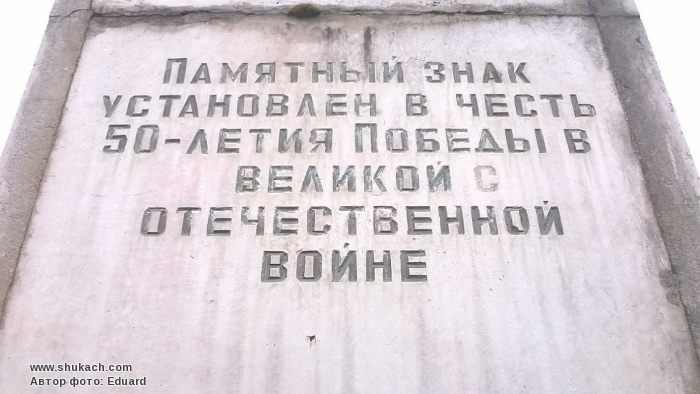 Памятный знак
установлен в честь
50-летия Победы в
великой с
отечественной
войне
www.shukach.com
Автор фото: Eduard